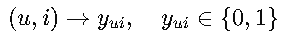 (u, i) → y_{ui},   y_{ui} ∈ {0, 1}